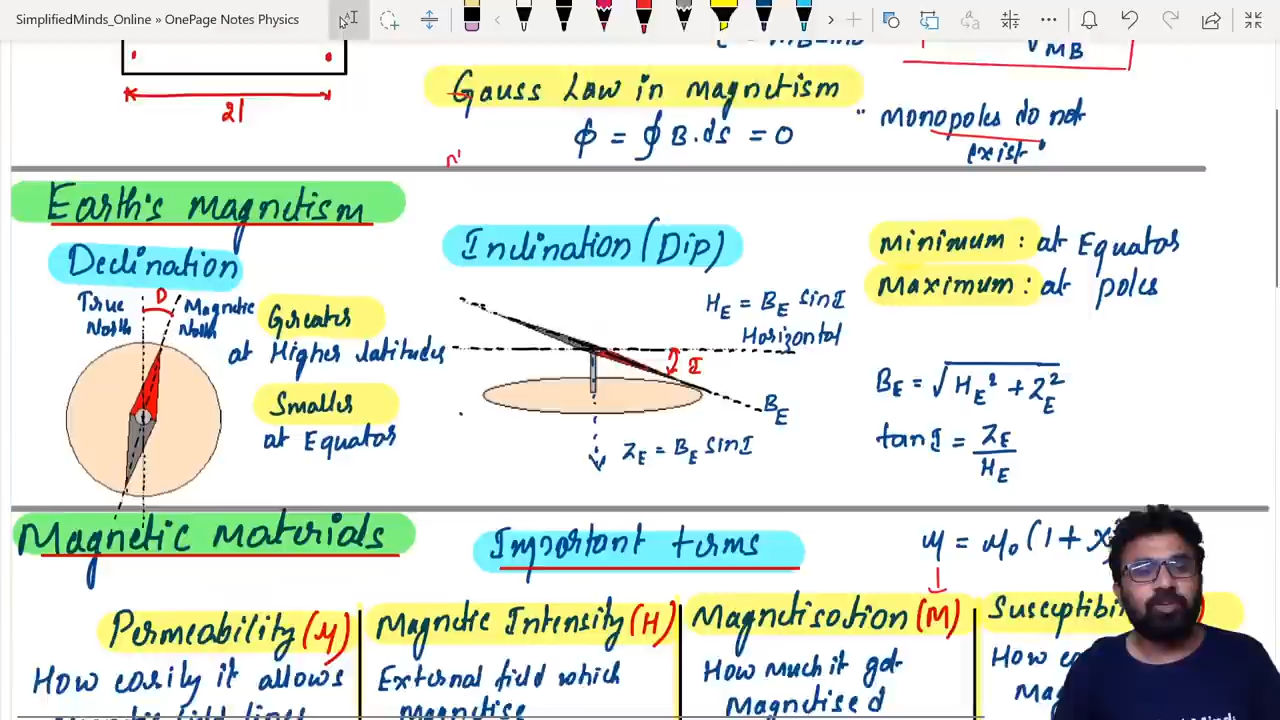 SimplifiedMinds_Online » OnePage Notes Physics
2l
√MB
Gauss Law in magnetism
ϕ = ∮ B.ds = 0
" Monopoles do not
exist "
Earth's magnetism
Declination
True
North
D
Magnetic
North
Greater
at Higher latitudes
Smaller
at Equator
Inclination (Dip)
H_E = B_E sin I
Horizontal
I
B_E
Z_E = B_E sin I
Minimum : at Equator
Maximum : at poles
B_E = √H_E² + Z_E²
tan I = Z_E / H_E
Magnetic Materials
Important terms
μ = μ₀ (1 + χ
Permeability (μ)
How easily it allows
Magnetic Intensity (H)
External field which
Magnetise
Magnetisation (M)
How much it got
Magnetised